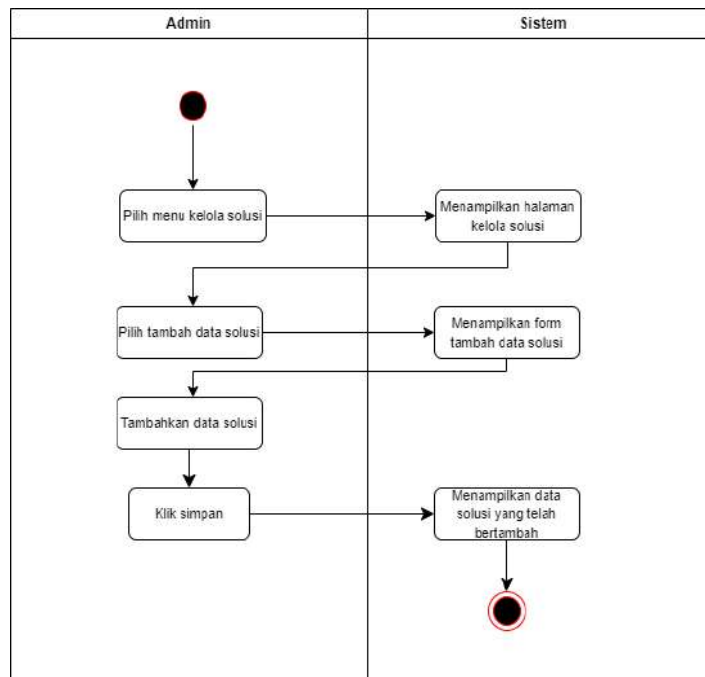 Admin
Sistem
Pilih menu kelola solusi
Menampilkan halaman
kelola solusi
Pilih tambah data solusi
Menampilkan form
tambah data solusi
Tambahkan data solusi
Klik simpan
Menampilkan data
solusi yang telah
bertambah